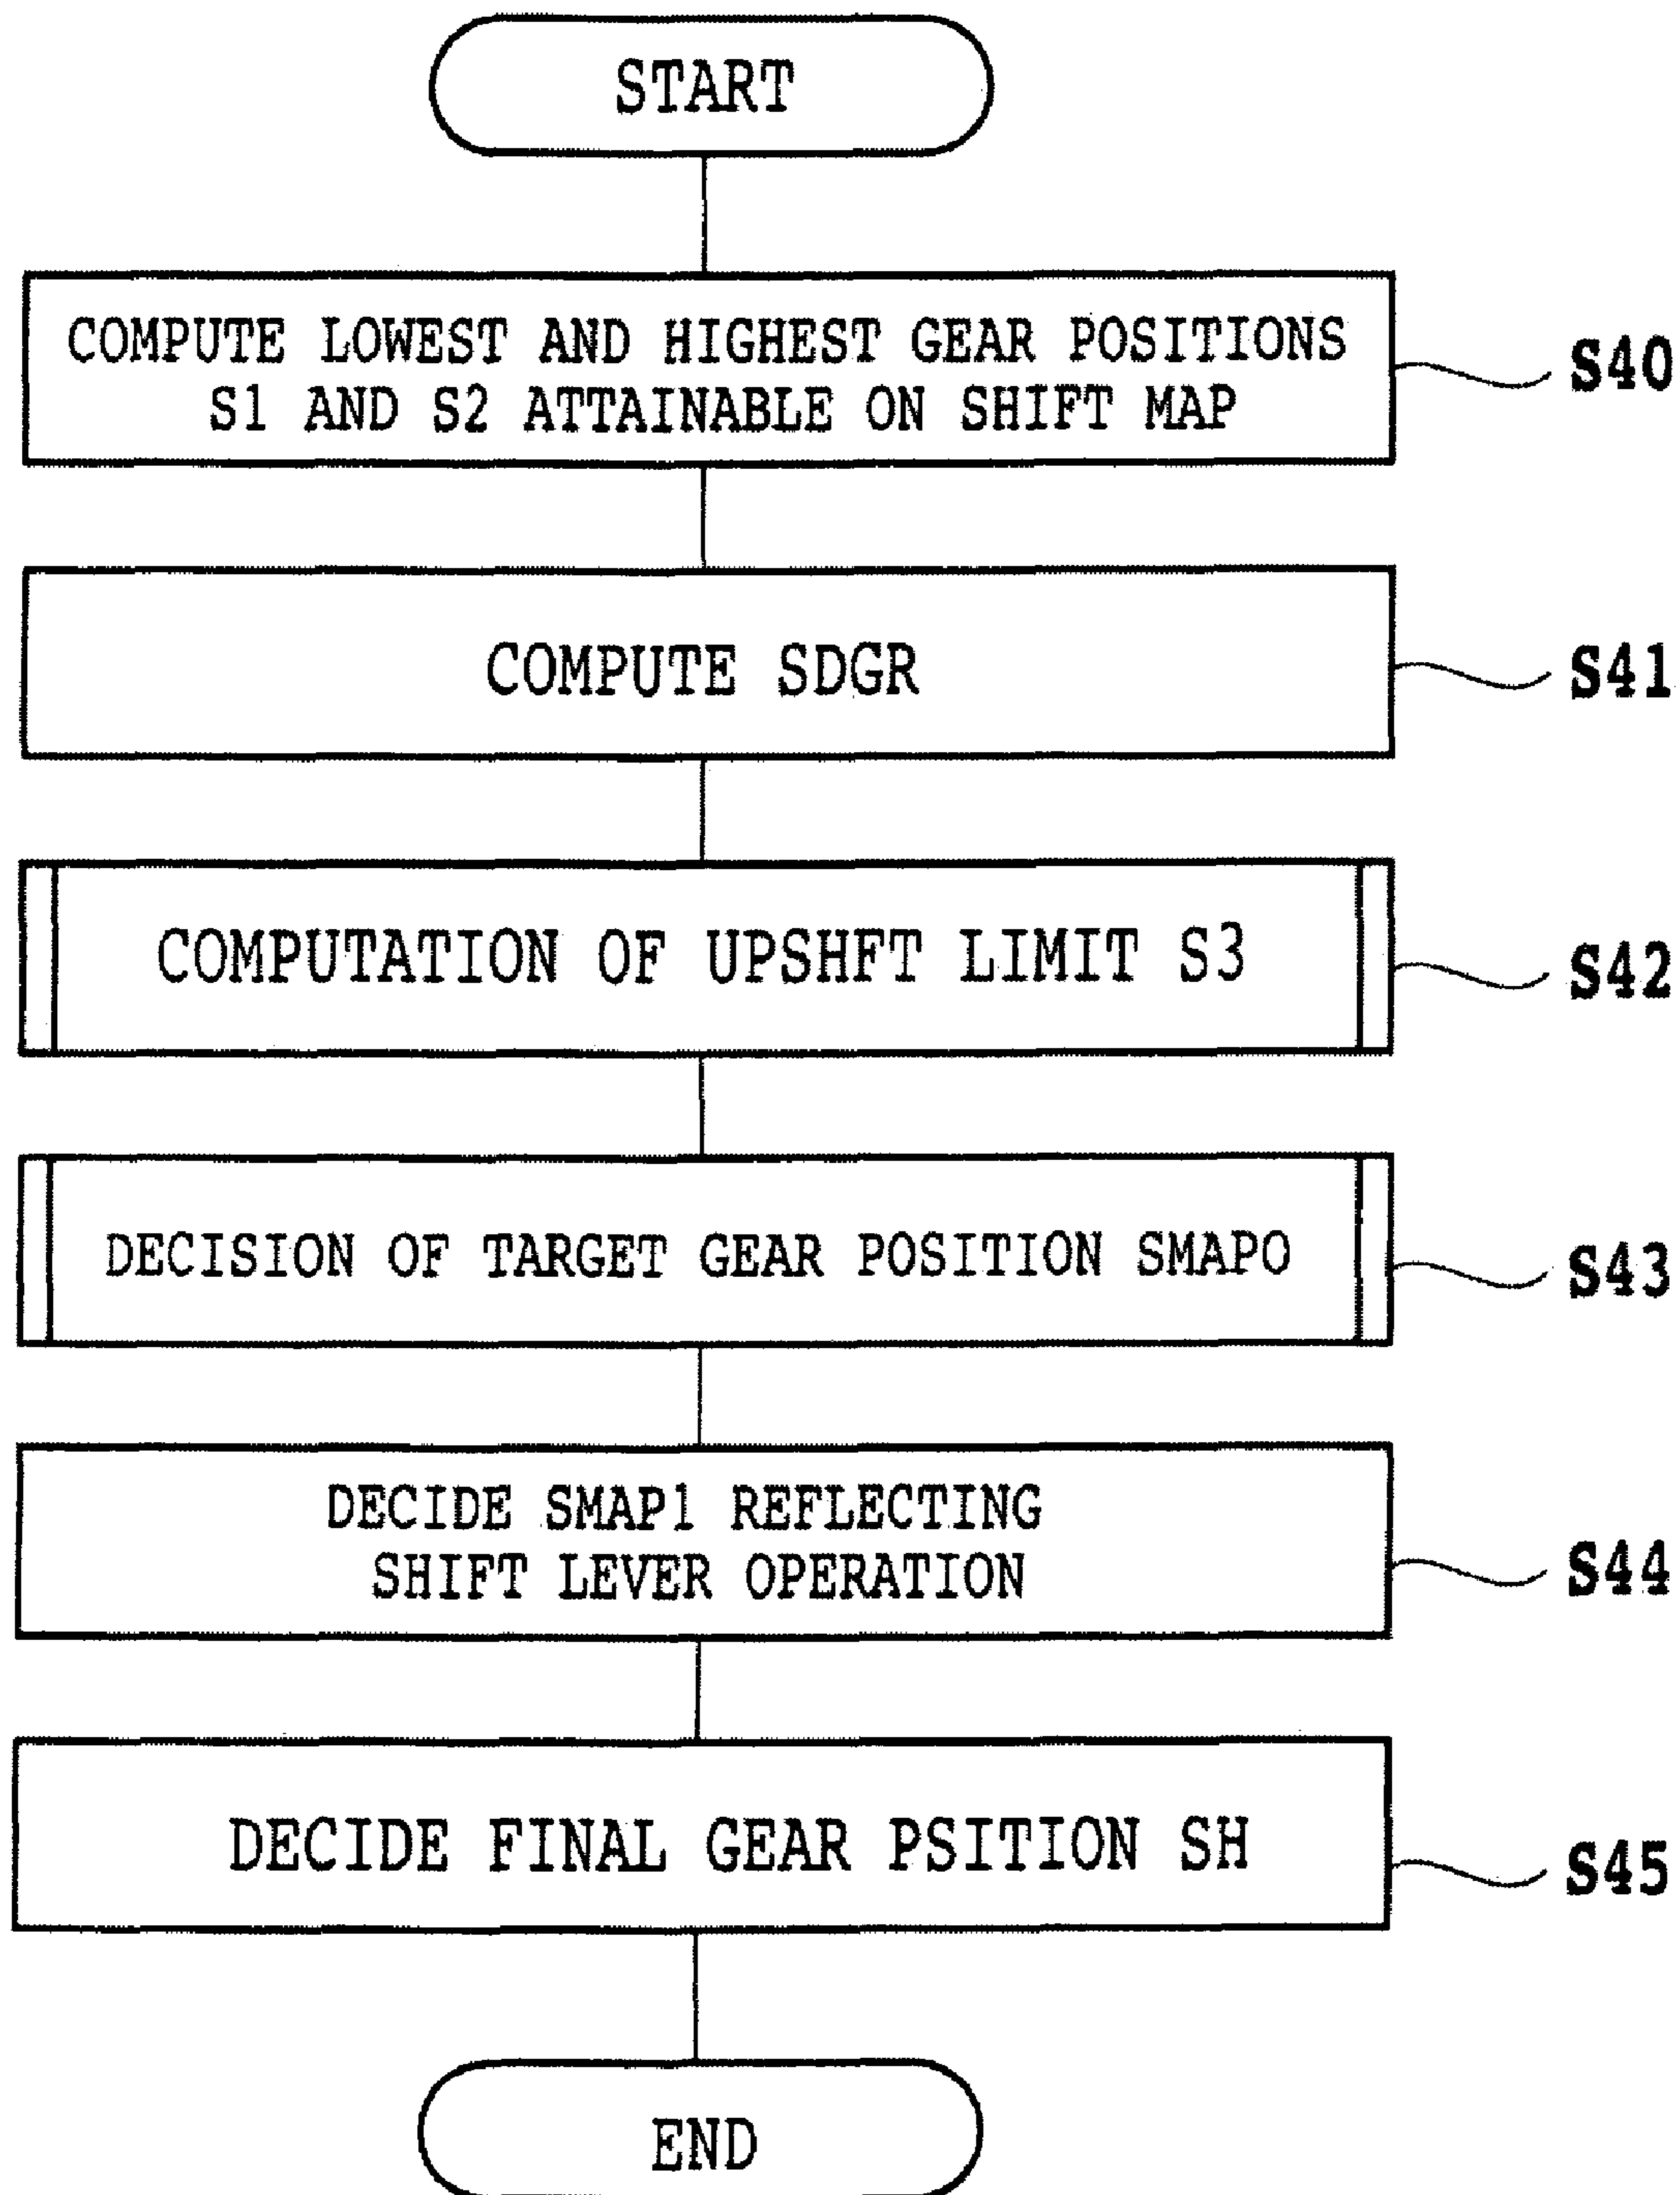 START
COMPUTE LOWEST AND HIGHEST GEAR POSITIONS
S1 AND S2 ATTAINABLE ON SHIFT MAP
S40
COMPUTE SDGR
S41
COMPUTATION OF UPSHFT LIMIT S3
S42
DECISION OF TARGET GEAR POSITION SMAPO
S43
DECIDE SMAP1 REFLECTING
SHIFT LEVER OPERATION
S44
DECIDE FINAL GEAR PSITION SH
S45
END